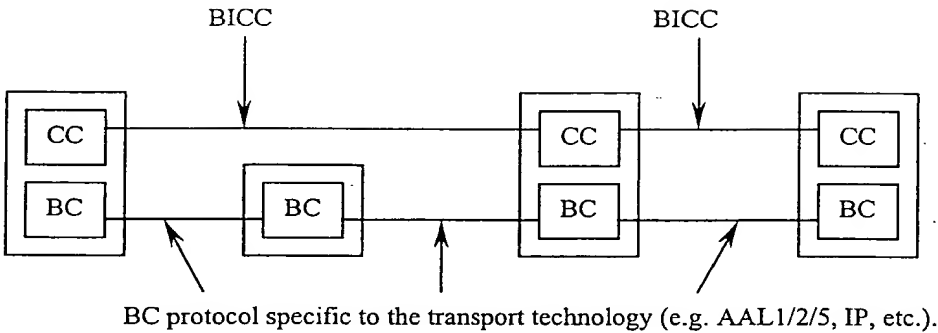 BICC BICC
CC CC CC
BC BC BC BC
BC protocol specific to the transport technology (e.g. AAL1/2/5, IP, etc.).